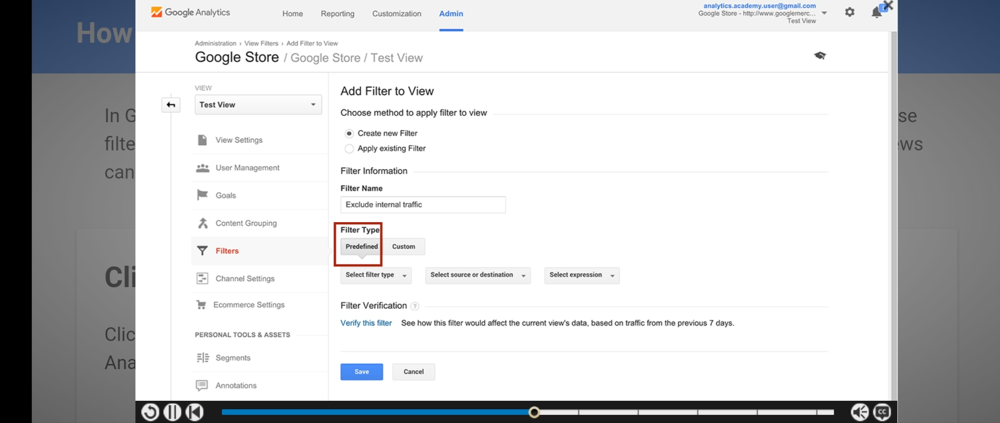 How
Google Analytics
Home Reporting Customization Admin
analytics.academy.user@gmail.com
Google Store - http://www.googlemerc...
Test View
Administration › View Filters › Add Filter to View
Google Store / Google Store / Test View
In G
filte
can
se
ws
VIEW
Test View
View Settings
User Management
Goals
Content Grouping
Filters
Channel Settings
Ecommerce Settings
PERSONAL TOOLS & ASSETS
Segments
Annotations
Add Filter to View
Choose method to apply filter to view
Create new Filter
Apply existing Filter
Filter Information
Filter Name
Exclude internal traffic
Filter Type
Predefined Custom
Select filter type Select source or destination Select expression
Filter Verification ?
Verify this filter See how this filter would affect the current view's data, based on traffic from the previous 7 days.
Save Cancel
Cli
Clic
Ana
CC